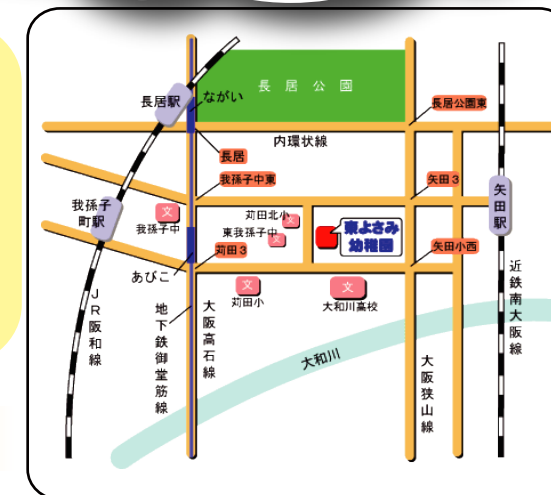 長居公園
長居駅
ながい
長居公園東
内環状線
長居
我孫子中東
矢田３
矢田駅
我孫子
町駅
我孫子中
苅田北小
東我孫子中
東よさみ
幼稚園
苅田３
矢田小西
あびこ
苅田小
大和川高校
ＪＲ阪和線
地下鉄御堂筋線
大阪高石線
大和川
大阪狭山線
近鉄南大阪線
文
文
文
文
文